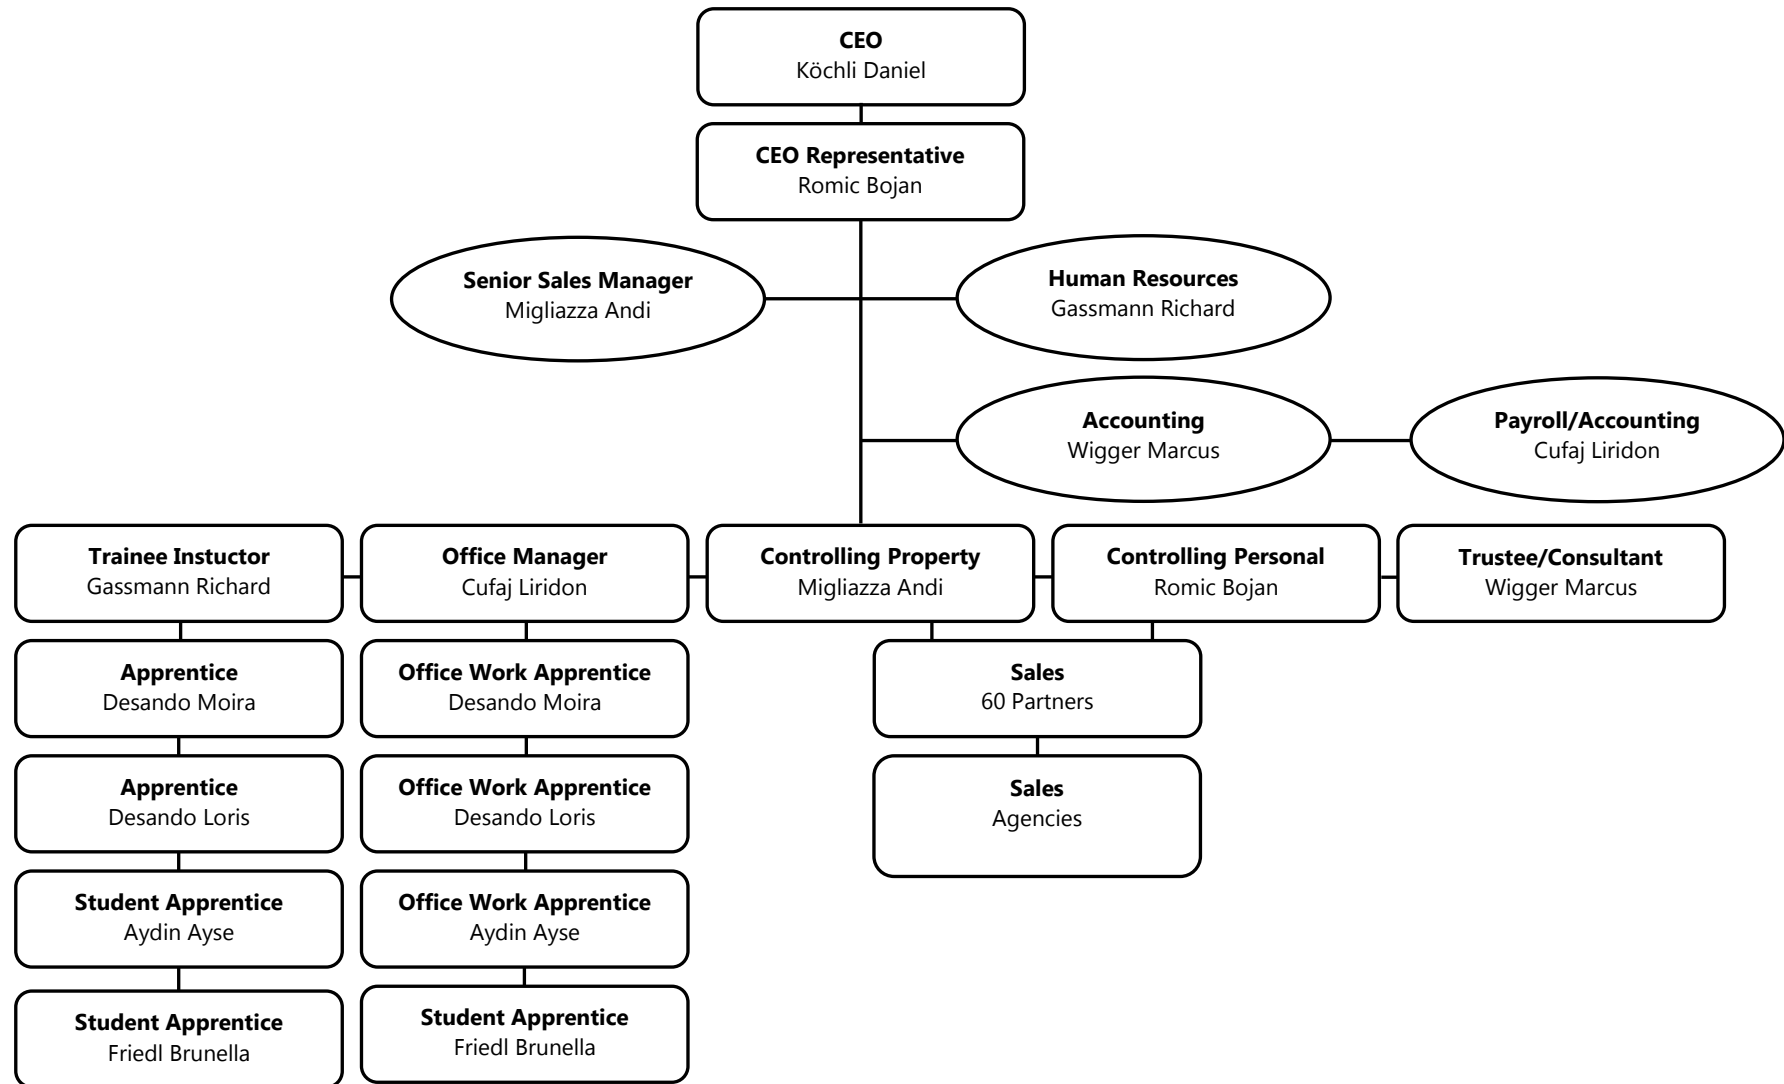 CEO
Köchli Daniel
CEO Representative
Romic Bojan
Senior Sales Manager
Migliazza Andi
Human Resources
Gassmann Richard
Accounting
Wigger Marcus
Payroll/Accounting
Cufaj Liridon
Trainee Instuctor
Gassmann Richard
Office Manager
Cufaj Liridon
Controlling Property
Migliazza Andi
Controlling Personal
Romic Bojan
Trustee/Consultant
Wigger Marcus
Apprentice
Desando Moira
Office Work Apprentice
Desando Moira
Sales
60 Partners
Apprentice
Desando Loris
Office Work Apprentice
Desando Loris
Sales
Agencies
Student Apprentice
Aydin Ayse
Office Work Apprentice
Aydin Ayse
Student Apprentice
Friedl Brunella
Student Apprentice
Friedl Brunella